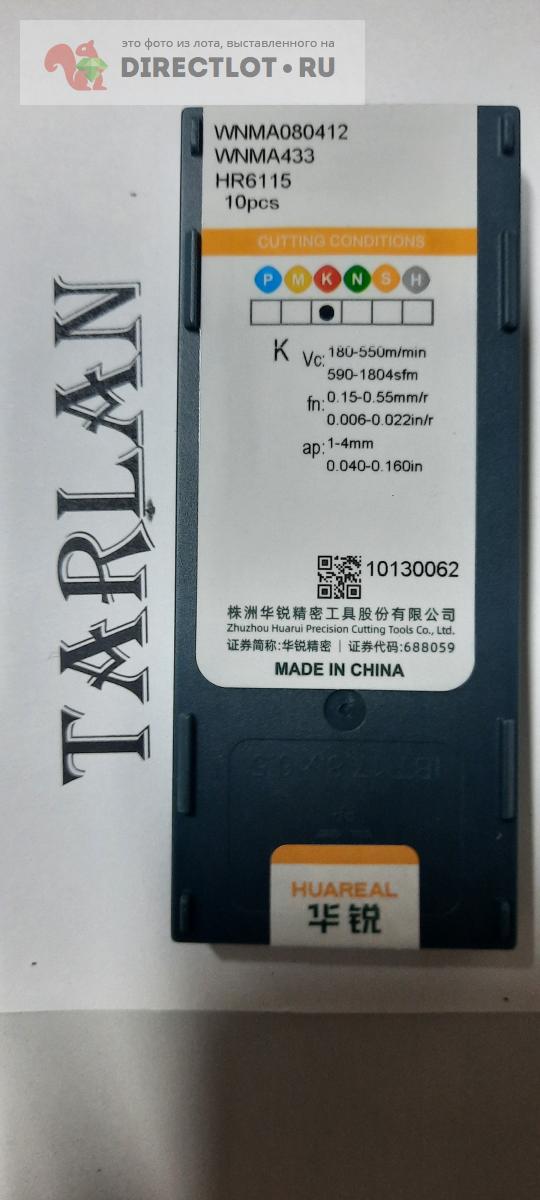 это фото из лота, выставленного на
DIRECTLOT•RU
WNMA080412
WNMA433
HR6115
10pcs
CUTTING CONDITIONS
P M K N S H
K Vc: 180-550m/min
590-1804sfm
fn: 0.15-0.55mm/r
0.006-0.022in/r
ap: 1-4mm
0.040-0.160in
10130062
株洲华锐精密工具股份有限公司
Zhuzhou Huarui Precision Cutting Tools Co., Ltd.
证券简称:华锐精密 | 证券代码:688059
MADE IN CHINA
HUAREAL
华锐
TARLAN